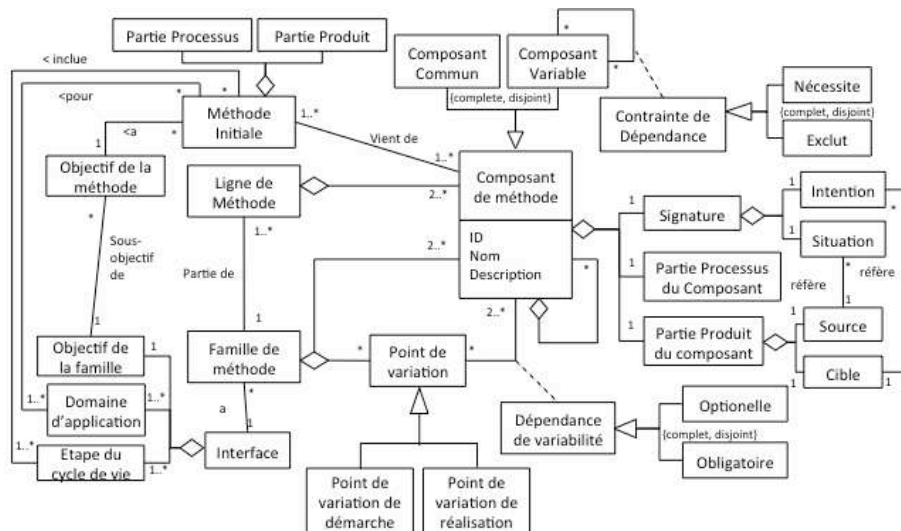 Partie Processus
Partie Produit
Composant
Commun
Composant
Variable
*
*
< inclue
<pour
*
*
*
<a
Méthode
Initiale
1..*
Vient de
1..*
{complete, disjoint}
Contrainte de
Dépendance
Nécessite
{complet, disjoint}
Exclut
1
Objectif de la
méthode
*
Sous-
objectif
de
1
Ligne de
Méthode
1..*
2..*
Partie de
1
Composant
de méthode
ID
Nom
Description
*
2..*
2..*
1
Signature
1
Intention
*
1
Situation
*
réfère
réfère
1
Partie Processus
du Composant
1
Partie Produit
du composant
1
1
Source
1
Cible
1
Objectif de
la famille
1
Domaine
d'application
1..*
1..*
Etape du
cycle de vie
1..*
1..*
Famille de
méthode
*
a
1
Interface
*
Point de
variation
*
Dépendance
de variabilité
Optionelle
{complet, disjoint}
Obligatoire
Point de
variation de
démarche
Point de
variation de
réalisation